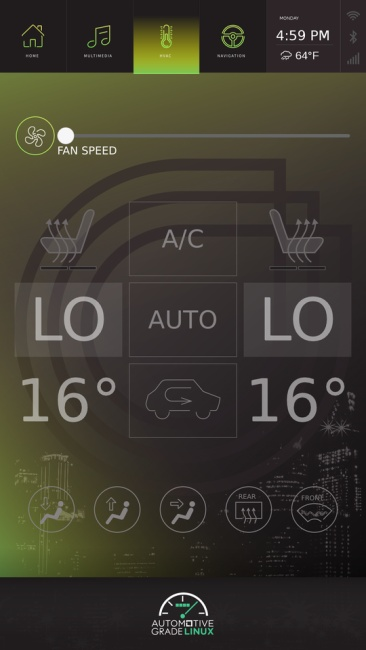 HOME
MULTIMEDIA
HVAC
NAVIGATION
MONDAY
4:59 PM
64°F
FAN SPEED
A/C
LO
AUTO
LO
16°
16°
REAR
FRONT
AUTOMOTIVE
GRADE LINUX